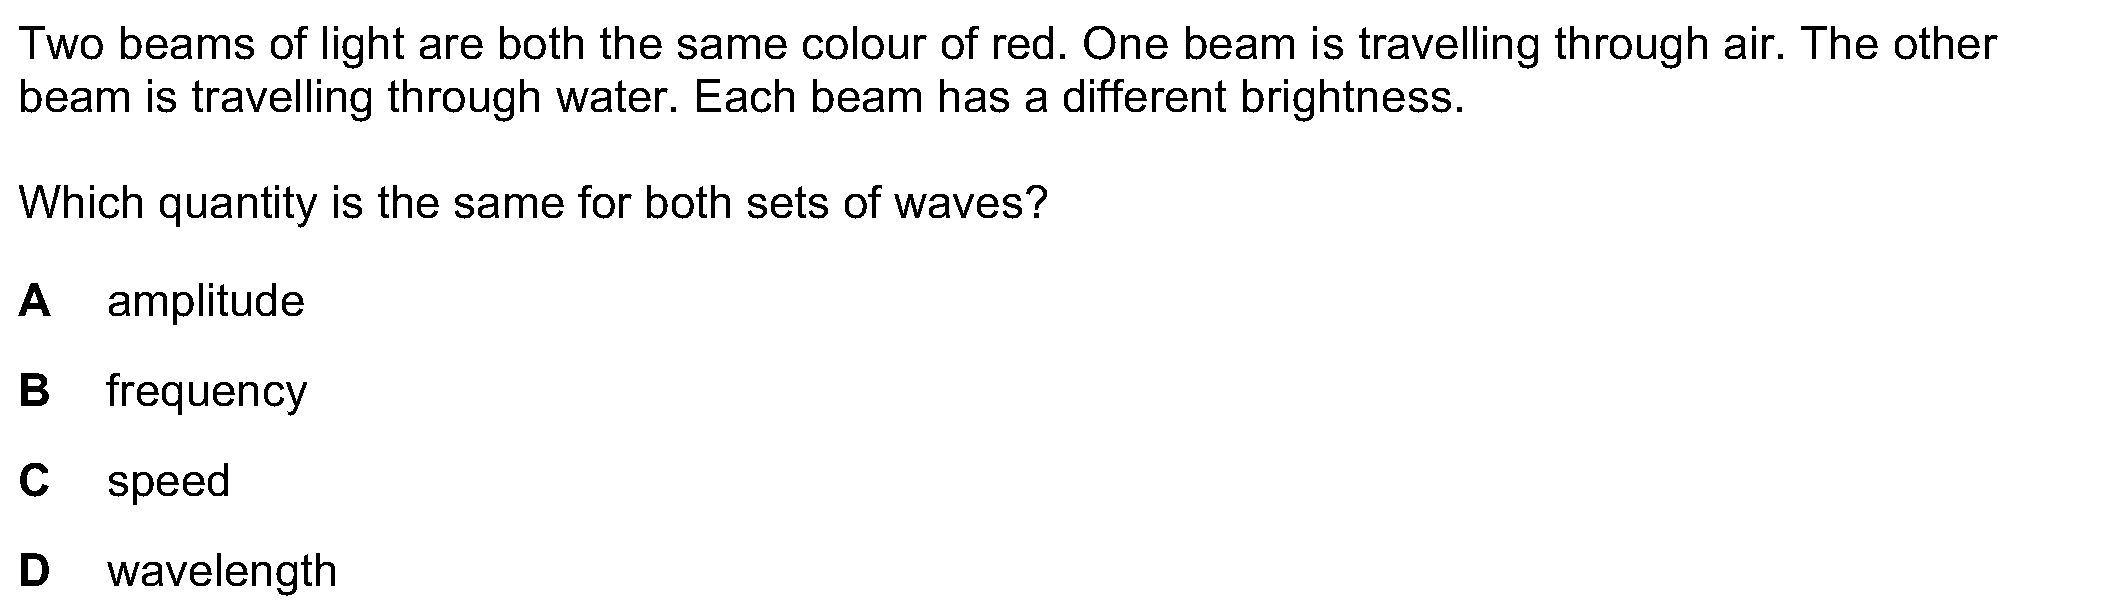 Two beams of light are both the same colour of red. One beam is travelling through air. The other
beam is travelling through water. Each beam has a different brightness.
Which quantity is the same for both sets of waves?
A amplitude
B frequency
C speed
D wavelength